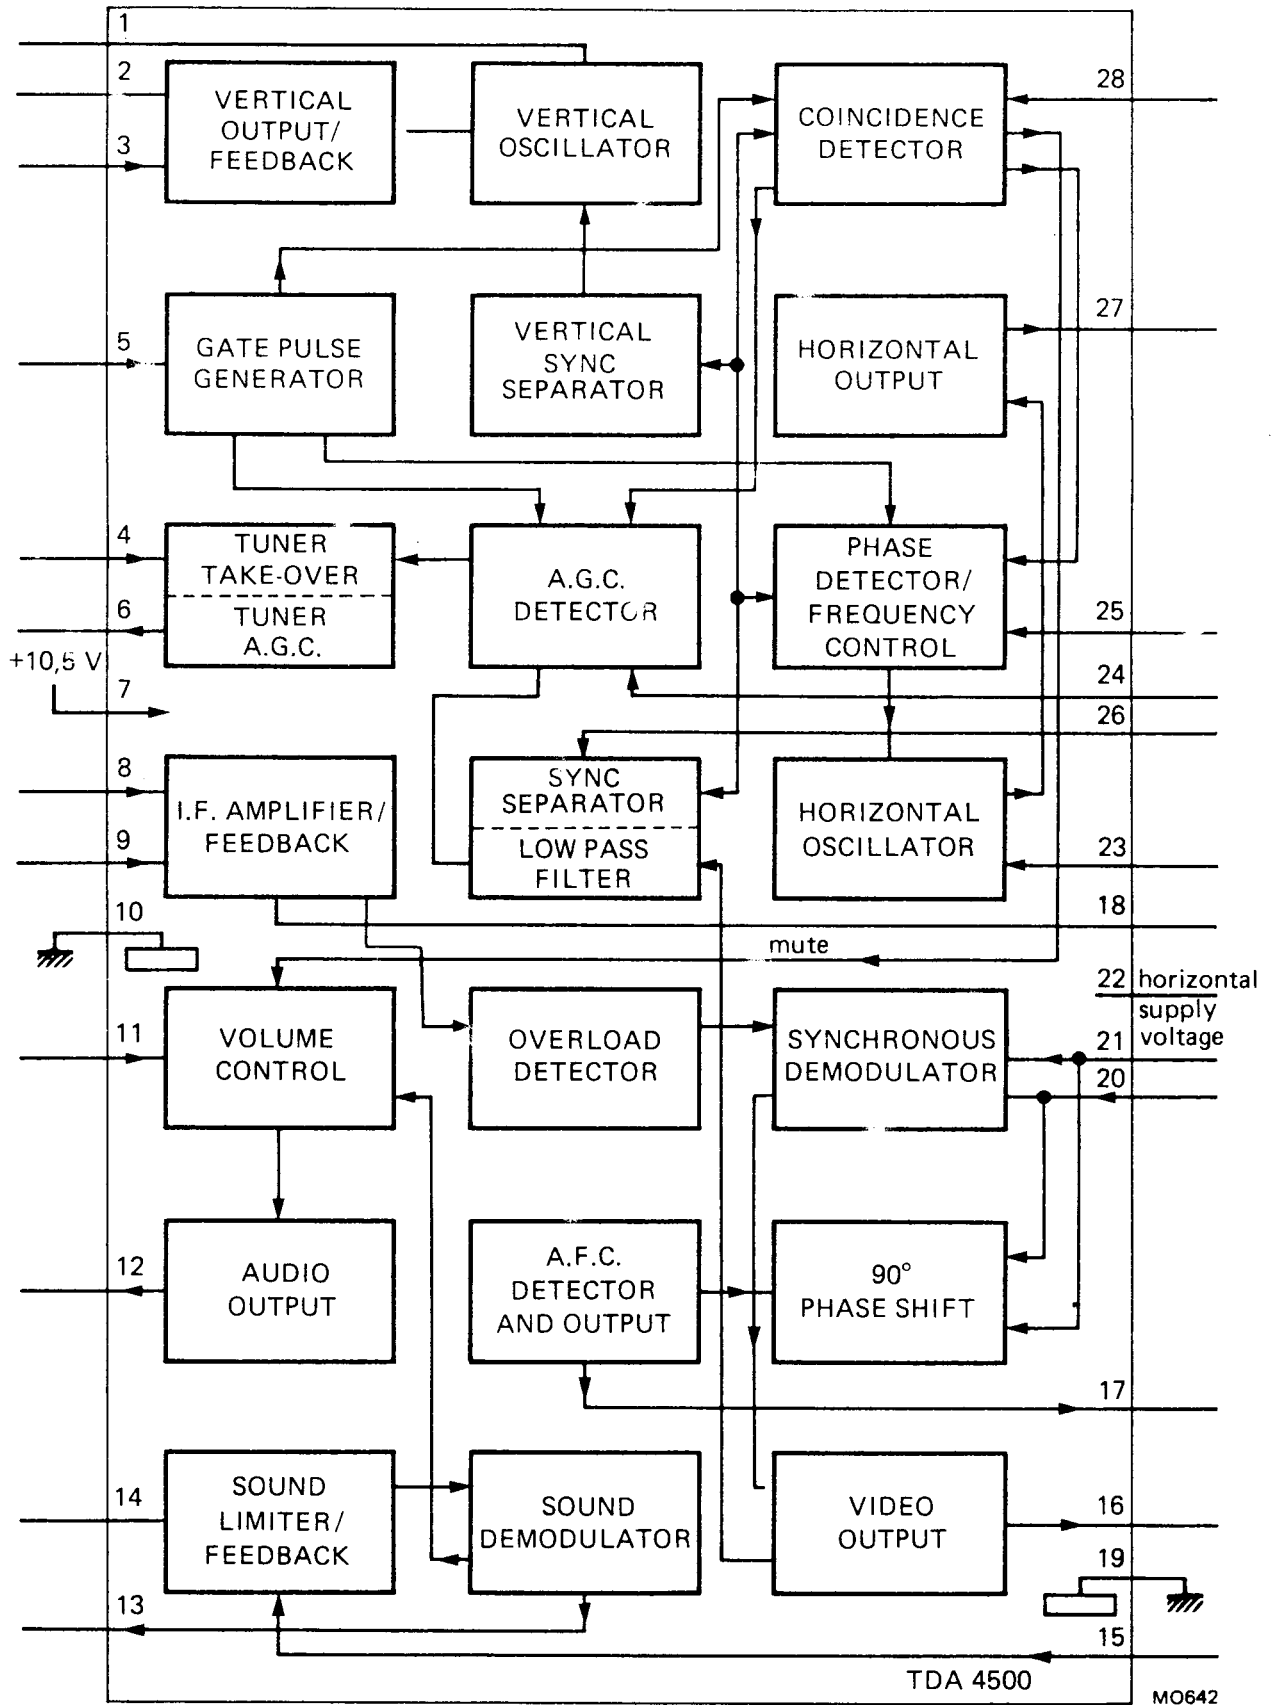 1
2
VERTICAL
OUTPUT/
FEEDBACK
3
VERTICAL
OSCILLATOR
COINCIDENCE
DETECTOR
28
5
GATE PULSE
GENERATOR
VERTICAL
SYNC
SEPARATOR
HORIZONTAL
OUTPUT
27
4
TUNER
TAKE-OVER
6
TUNER
A.G.C.
A.G.C.
DETECTOR
PHASE
DETECTOR/
FREQUENCY
CONTROL
25
+10,5 V
7
24
26
8
I.F. AMPLIFIER/
FEEDBACK
9
SYNC
SEPARATOR
LOW PASS
FILTER
HORIZONTAL
OSCILLATOR
23
18
10
mute
22 horizontal
supply
voltage
11
VOLUME
CONTROL
OVERLOAD
DETECTOR
SYNCHRONOUS
DEMODULATOR
21
20
12
AUDIO
OUTPUT
A.F.C.
DETECTOR
AND OUTPUT
90°
PHASE SHIFT
17
14
SOUND
LIMITER/
FEEDBACK
SOUND
DEMODULATOR
VIDEO
OUTPUT
16
19
13
15
TDA 4500
MO642